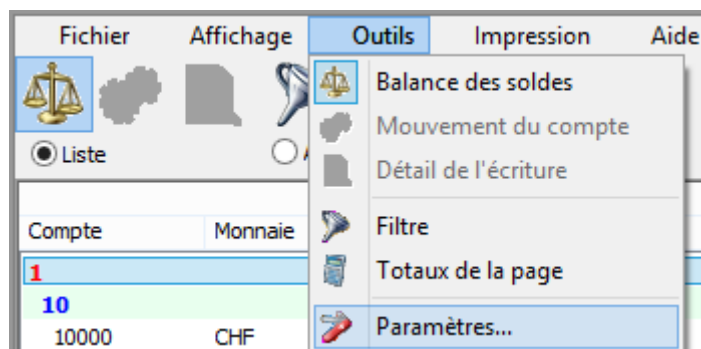 Fichier Affichage Outils Impression Aide
Balance des soldes
Mouvement du compte
Liste
Détail de l'écriture
Filtre
Compte Monnaie
Totaux de la page
1
10
Paramètres...
10000 CHF